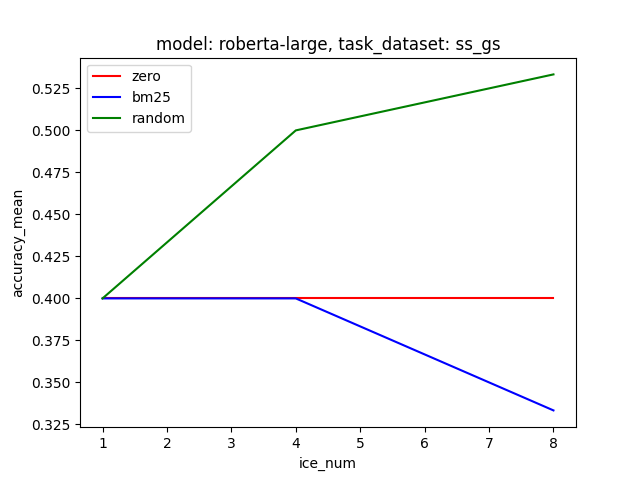 model: roberta-large, task_dataset: ss_gs
zero
bm25
random
accuracy_mean
0.525
0.500
0.475
0.450
0.425
0.400
0.375
0.350
0.325
1 2 3 4 5 6 7 8
ice_num